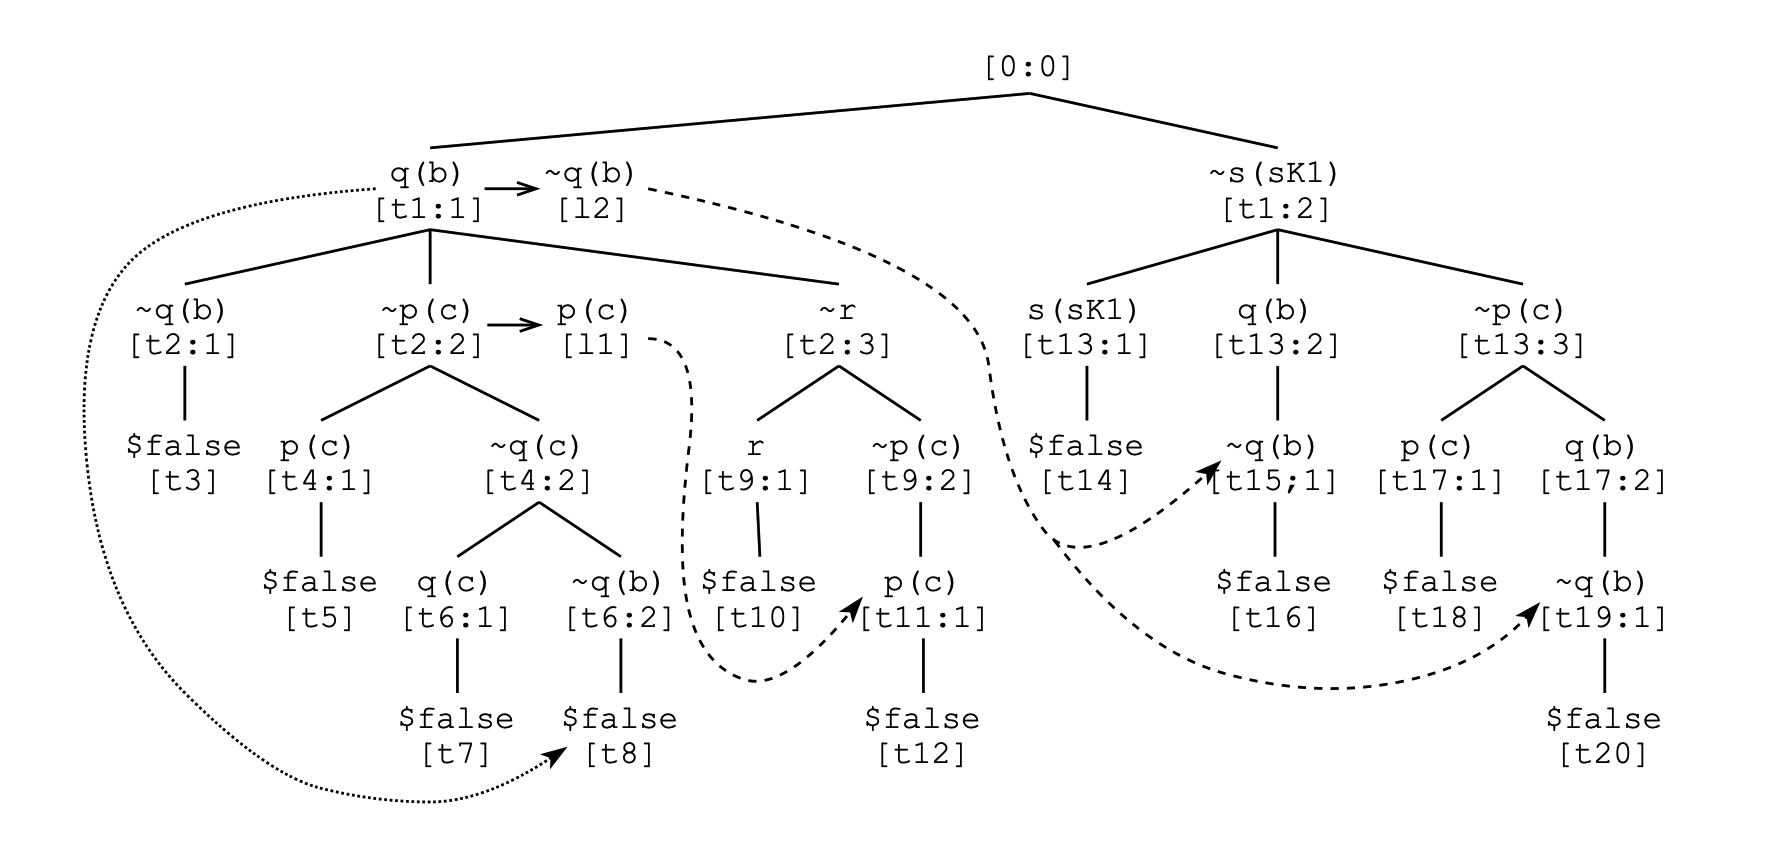 [0:0]
q(b) ~q(b) ~s(sK1)
[t1:1] [l2] [t1:2]
~q(b) ~p(c) p(c) ~r s(sK1) q(b) ~p(c)
[t2:1] [t2:2] [l1] [t2:3] [t13:1] [t13:2] [t13:3]
$false p(c) ~q(c) r ~p(c) $false ~q(b) p(c) q(b)
[t3] [t4:1] [t4:2] [t9:1] [t9:2] [t14] [t15;1] [t17:1] [t17:2]
$false q(c) ~q(b) $false p(c) $false $false ~q(b)
[t5] [t6:1] [t6:2] [t10] [t11:1] [t16] [t18] [t19:1]
$false $false $false $false
[t7] [t8] [t12] [t20]